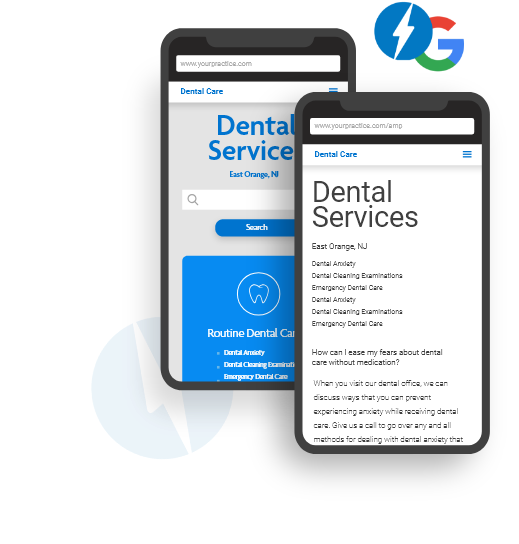 www.yourpractice.com
Dental Care
Dental
Service
East Orange, NJ
Search
Routine Dental Car
Dental Anxiety
Dental Cleaning Examinati
Emergency Dental Care
www.yourpractice.com/amp
Dental Care
Dental
Services
East Orange, NJ
Dental Anxiety
Dental Cleaning Examinations
Emergency Dental Care
Dental Anxiety
Dental Cleaning Examinations
Emergency Dental Care
How can I ease my fears about dental
care without medication?
When you visit our dental office, we can
discuss ways that you can prevent
experiencing anxiety while receiving dental
care. Give us a call to go over any and all
methods for dealing with dental anxiety that